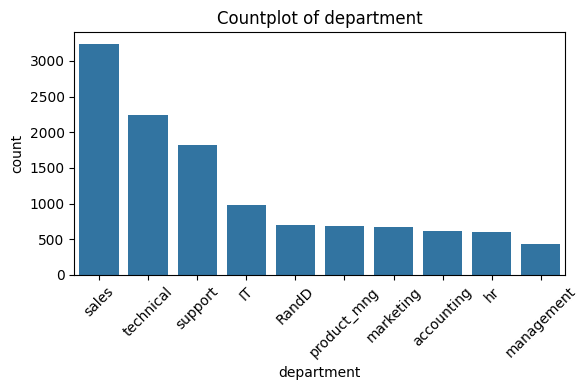 Countplot of department
count
3000
2500
2000
1500
1000
500
0
sales
technical
support
IT
RandD
product_mng
marketing
accounting
hr
management
department